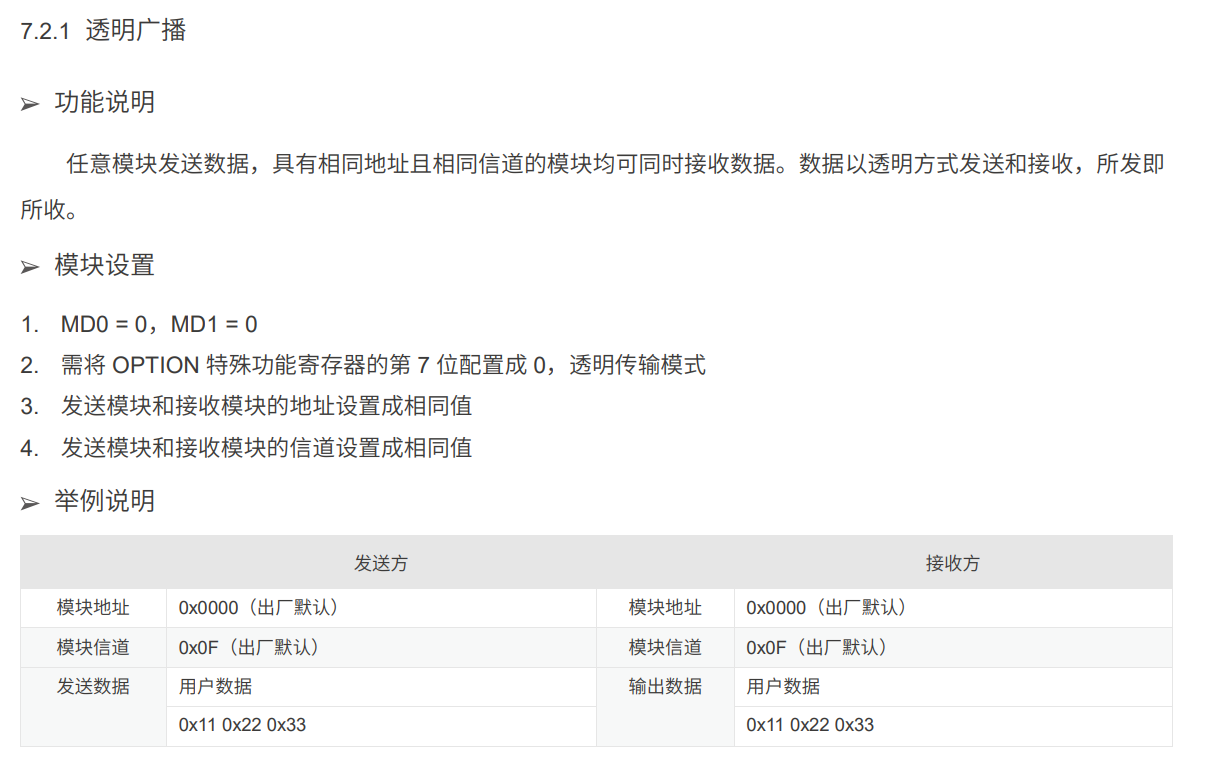 7.2.1 透明广播
➢ 功能说明
任意模块发送数据，具有相同地址且相同信道的模块均可同时接收数据。数据以透明方式发送和接收，所发即
所收。
➢ 模块设置
1. MD0 = 0，MD1 = 0
2. 需将 OPTION 特殊功能寄存器的第 7 位配置成 0，透明传输模式
3. 发送模块和接收模块的地址设置成相同值
4. 发送模块和接收模块的信道设置成相同值
➢ 举例说明
发送方 接收方
模块地址 0x0000（出厂默认） 模块地址 0x0000（出厂默认）
模块信道 0x0F（出厂默认） 模块信道 0x0F（出厂默认）
发送数据 用户数据 输出数据 用户数据
0x11 0x22 0x33 0x11 0x22 0x33